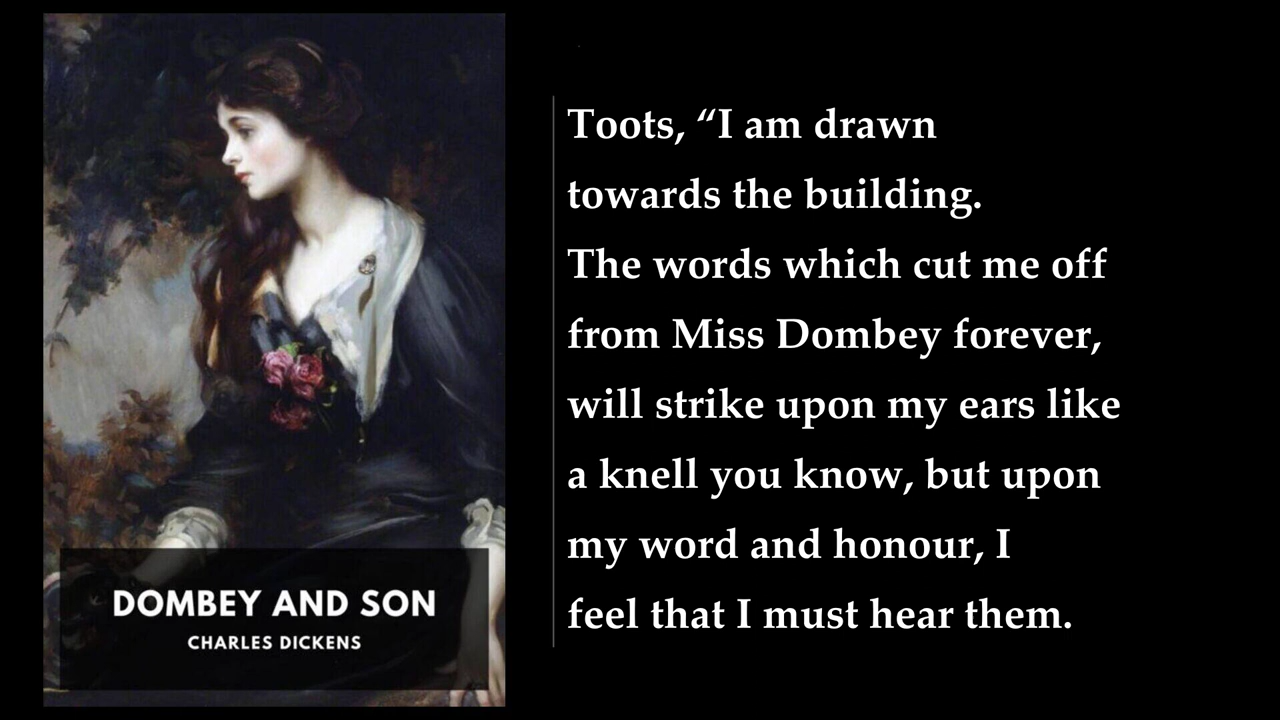 DOMBEY AND SON
CHARLES DICKENS
Toots, “I am drawn
towards the building.
The words which cut me off
from Miss Dombey forever,
will strike upon my ears like
a knell you know, but upon
my word and honour, I
feel that I must hear them.